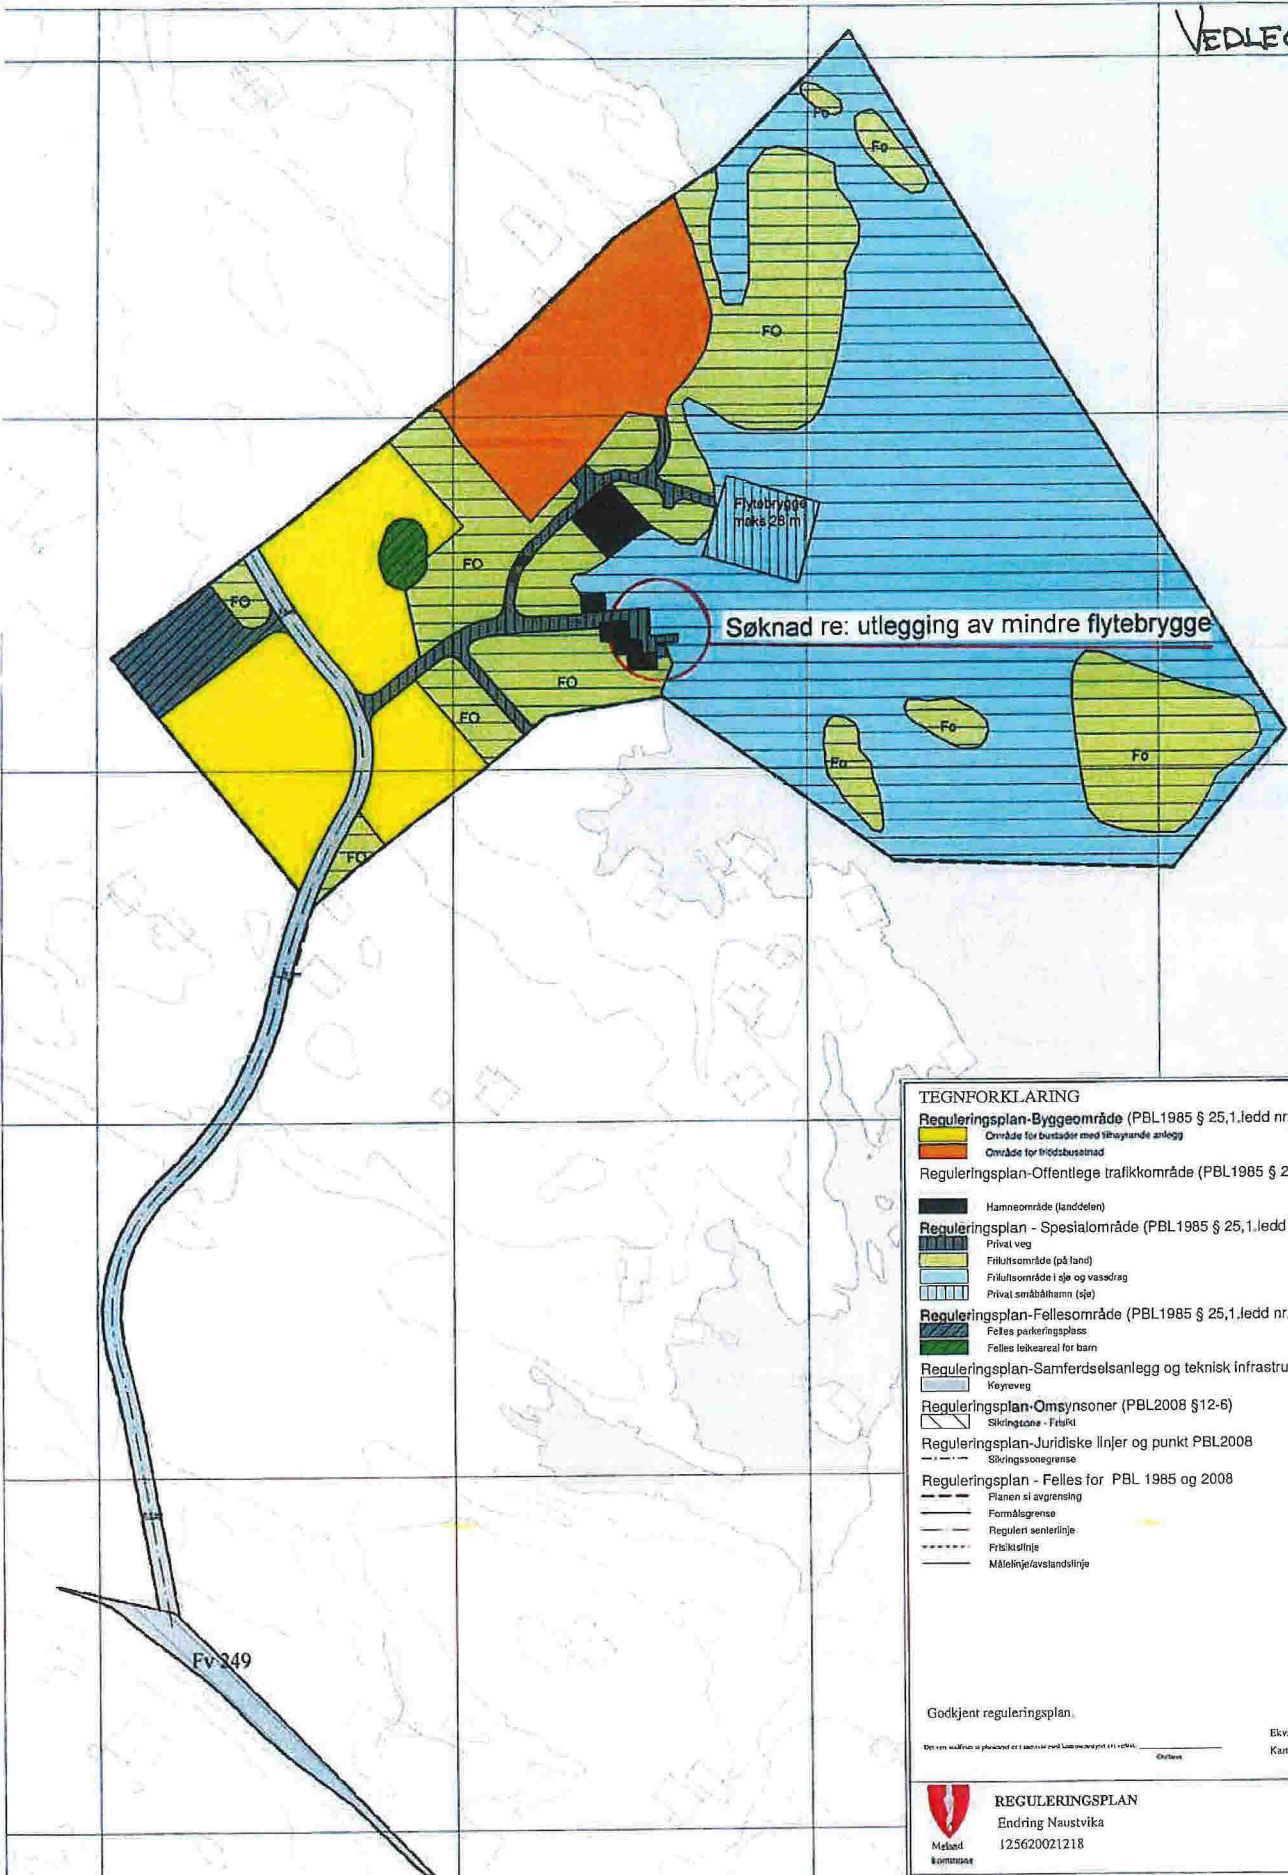 VEDLEG
Fo
Fo
FO
Flytebrygge
maks 28 m
FO
FO
Søknad re: utlegging av mindre flytebrygge
FO
FO
Fo
Fo
Fo
FO
Fv 249
TEGNFORKLARING
Reguleringsplan-Byggeområde (PBL1985 § 25,1.ledd nr
Område for bustader med tilhøyrande anlegg
Område for fritidsbusetnad
Reguleringsplan-Offentlege trafikkområde (PBL1985 § 2
Hamneområde (landdelen)
Reguleringsplan - Spesialområde (PBL1985 § 25,1.ledd
Privat veg
Friluftsområde (på land)
Friluftsområde i sjø og vassdrag
Privat småbåthamn (sjø)
Reguleringsplan-Fellesområde (PBL1985 § 25,1.ledd nr.
Felles parkeringsplass
Felles leikeareal for barn
Reguleringsplan-Samferdselsanlegg og teknisk infrastru
Køyreveg
Reguleringsplan-Omsynsoner (PBL2008 §12-6)
Sikringsone - Frisikt
Reguleringsplan-Juridiske linjer og punkt PBL2008
Sikringssonegrense
Reguleringsplan - Felles for PBL 1985 og 2008
Planen si avgrensing
Formålsgrense
Regulert senterlinje
Frisiktslinje
Målelinje/avstandslinje
Godkjent reguleringsplan
Ekv
Kart
REGULERINGSPLAN
Endring Naustvika
125620021218
Meland
kommune